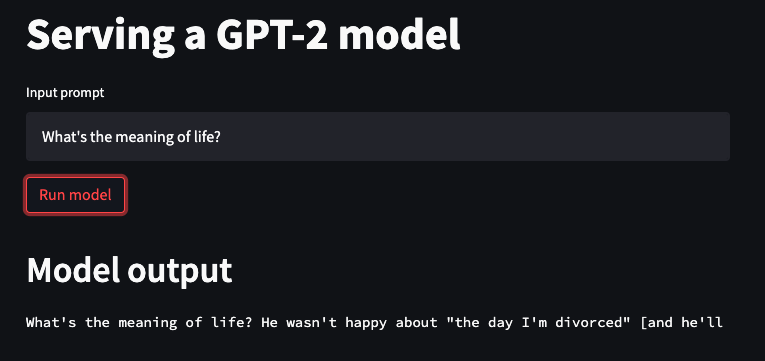 Serving a GPT-2 model
Input prompt
What's the meaning of life?
Run model
Model output
What's the meaning of life? He wasn't happy about "the day I'm divorced" [and he'll